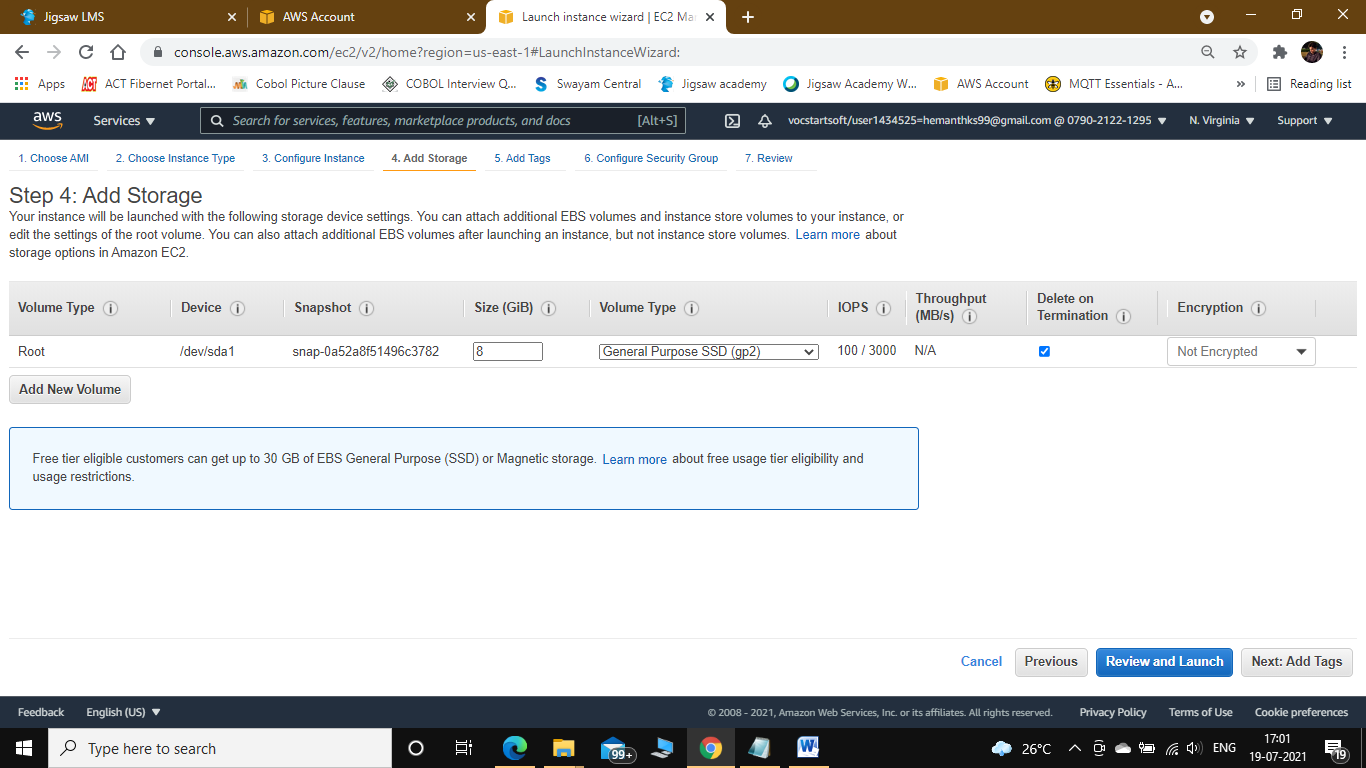 Jigsaw LMS
AWS Account
Launch instance wizard | EC2 Ma
console.aws.amazon.com/ec2/v2/home?region=us-east-1#LaunchInstanceWizard:
Apps
ACT Fibernet Portal...
Cobol Picture Clause
COBOL Interview Q...
Swayam Central
Jigsaw academy
Jigsaw Academy W...
AWS Account
MQTT Essentials - A...
»
Reading list
aws
Services
Search for services, features, marketplace products, and docs
[Alt+S]
vocstartsoft/user1434525=hemanthks99@gmail.com @ 0790-2122-1295
N. Virginia
Support
1. Choose AMI
2. Choose Instance Type
3. Configure Instance
4. Add Storage
5. Add Tags
6. Configure Security Group
7. Review
Step 4: Add Storage
Your instance will be launched with the following storage device settings. You can attach additional EBS volumes and instance store volumes to your instance, or
edit the settings of the root volume. You can also attach additional EBS volumes after launching an instance, but not instance store volumes. Learn more about
storage options in Amazon EC2.
Volume Type
Device
Snapshot
Size (GiB)
Volume Type
IOPS
Throughput
(MB/s)
Delete on
Termination
Encryption
Root
/dev/sda1
snap-0a52a8f51496c3782
8
General Purpose SSD (gp2)
100 / 3000
N/A
Not Encrypted
Add New Volume
Free tier eligible customers can get up to 30 GB of EBS General Purpose (SSD) or Magnetic storage. Learn more about free usage tier eligibility and
usage restrictions.
Cancel
Previous
Review and Launch
Next: Add Tags
Feedback
English (US)
© 2008 - 2021, Amazon Web Services, Inc. or its affiliates. All rights reserved.
Privacy Policy
Terms of Use
Cookie preferences
Type here to search
99+
26°C
ENG
17:01
19-07-2021
19